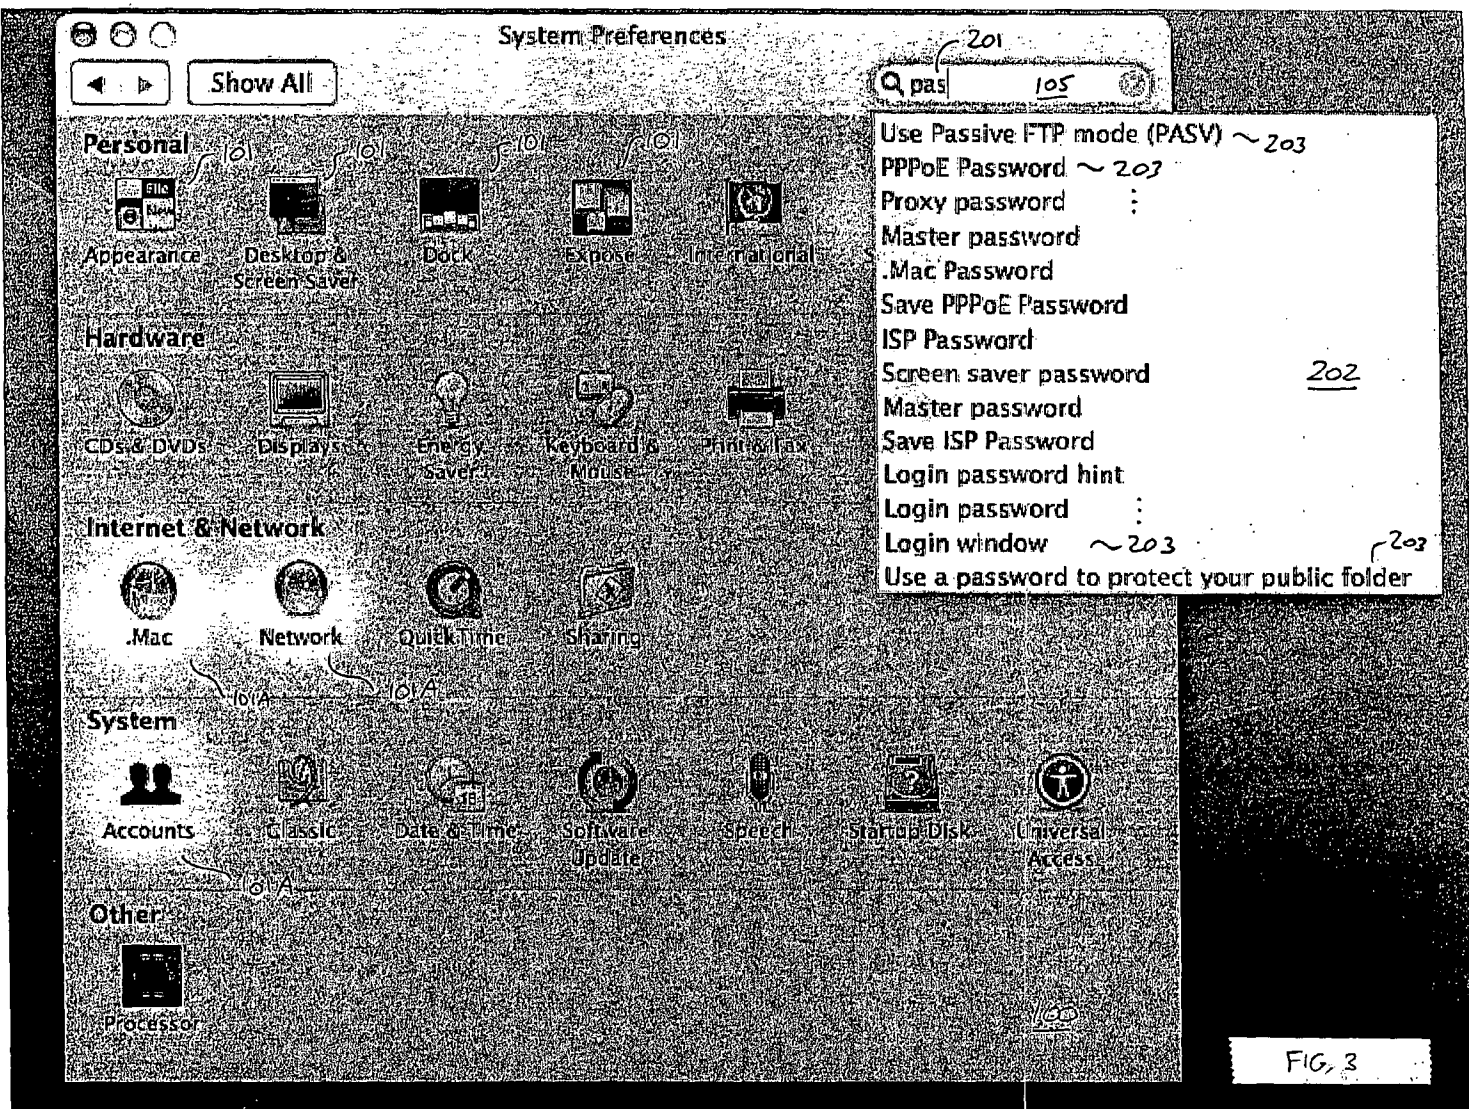 System Preferences
201
Show All
pas
105
Use Passive FTP mode (PASV) ~ 203
PPPoE Password ~ 203
Proxy password
Master password
.Mac Password
Save PPPoE Password
ISP Password
Screen saver password
202
Master password
Save ISP Password
Login password hint
Login password
Login window ~ 203
203
Use a password to protect your public folder
Personal
101 101 101 101
File
New
Appearance
Desktop & Screen Saver
Dock
Expose
International
Hardware
CDs & DVDs
Displays
Energy Saver
Keyboard & Mouse
Print & Fax
Internet & Network
.Mac
Network
QuickTime
Sharing
101A
101A
System
18
Accounts
Classic
Date & Time
Software Update
Speech
Startup Disk
Universal Access
101A
Other
Processor
100
FIG, 3